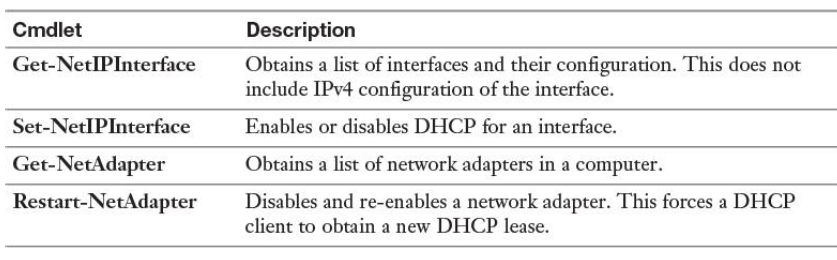 Cmdlet Description
Get-NetIPInterface Obtains a list of interfaces and their configuration. This does not
include IPv4 configuration of the interface.
Set-NetIPInterface Enables or disables DHCP for an interface.
Get-NetAdapter Obtains a list of network adapters in a computer.
Restart-NetAdapter Disables and re-enables a network adapter. This forces a DHCP
client to obtain a new DHCP lease.